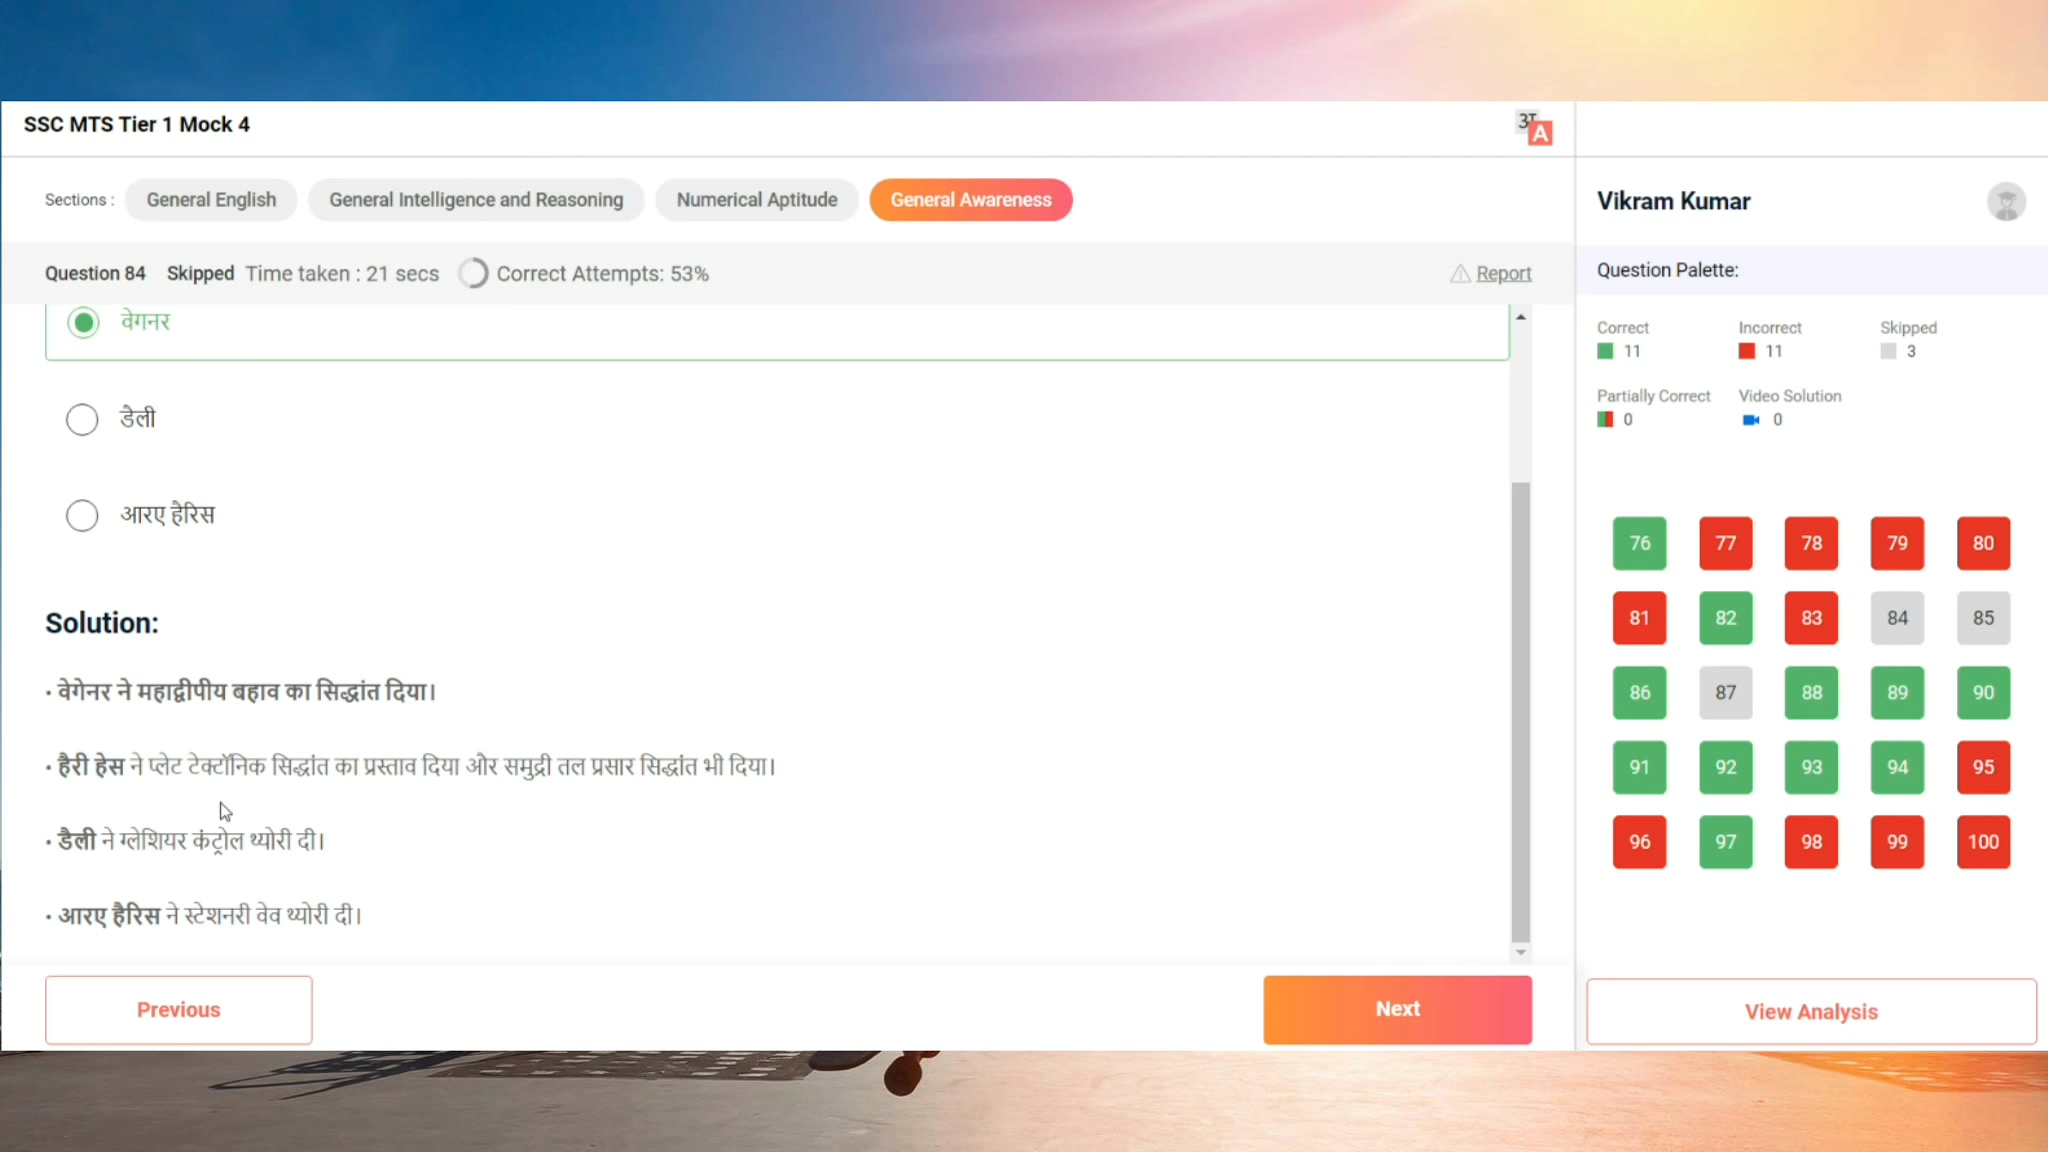 SSC MTS Tier 1 Mock 4
अ A
Sections : General English General Intelligence and Reasoning Numerical Aptitude General Awareness
Question 84 Skipped Time taken : 21 secs Correct Attempts: 53% Report
वेगनर
डेली
आरए हैरिस
Solution:
• वेगेनर ने महाद्वीपीय बहाव का सिद्धांत दिया।
• हैरी हेस ने प्लेट टेक्टॉनिक सिद्धांत का प्रस्ताव दिया और समुद्री तल प्रसार सिद्धांत भी दिया।
• डैली ने ग्लेशियर कंट्रोल थ्योरी दी।
• आरए हैरिस ने स्टेशनरी वेव थ्योरी दी।
Previous Next
Vikram Kumar
Question Palette:
Correct Incorrect Skipped
11 11 3
Partially Correct Video Solution
0 0
76 77 78 79 80
81 82 83 84 85
86 87 88 89 90
91 92 93 94 95
96 97 98 99 100
View Analysis